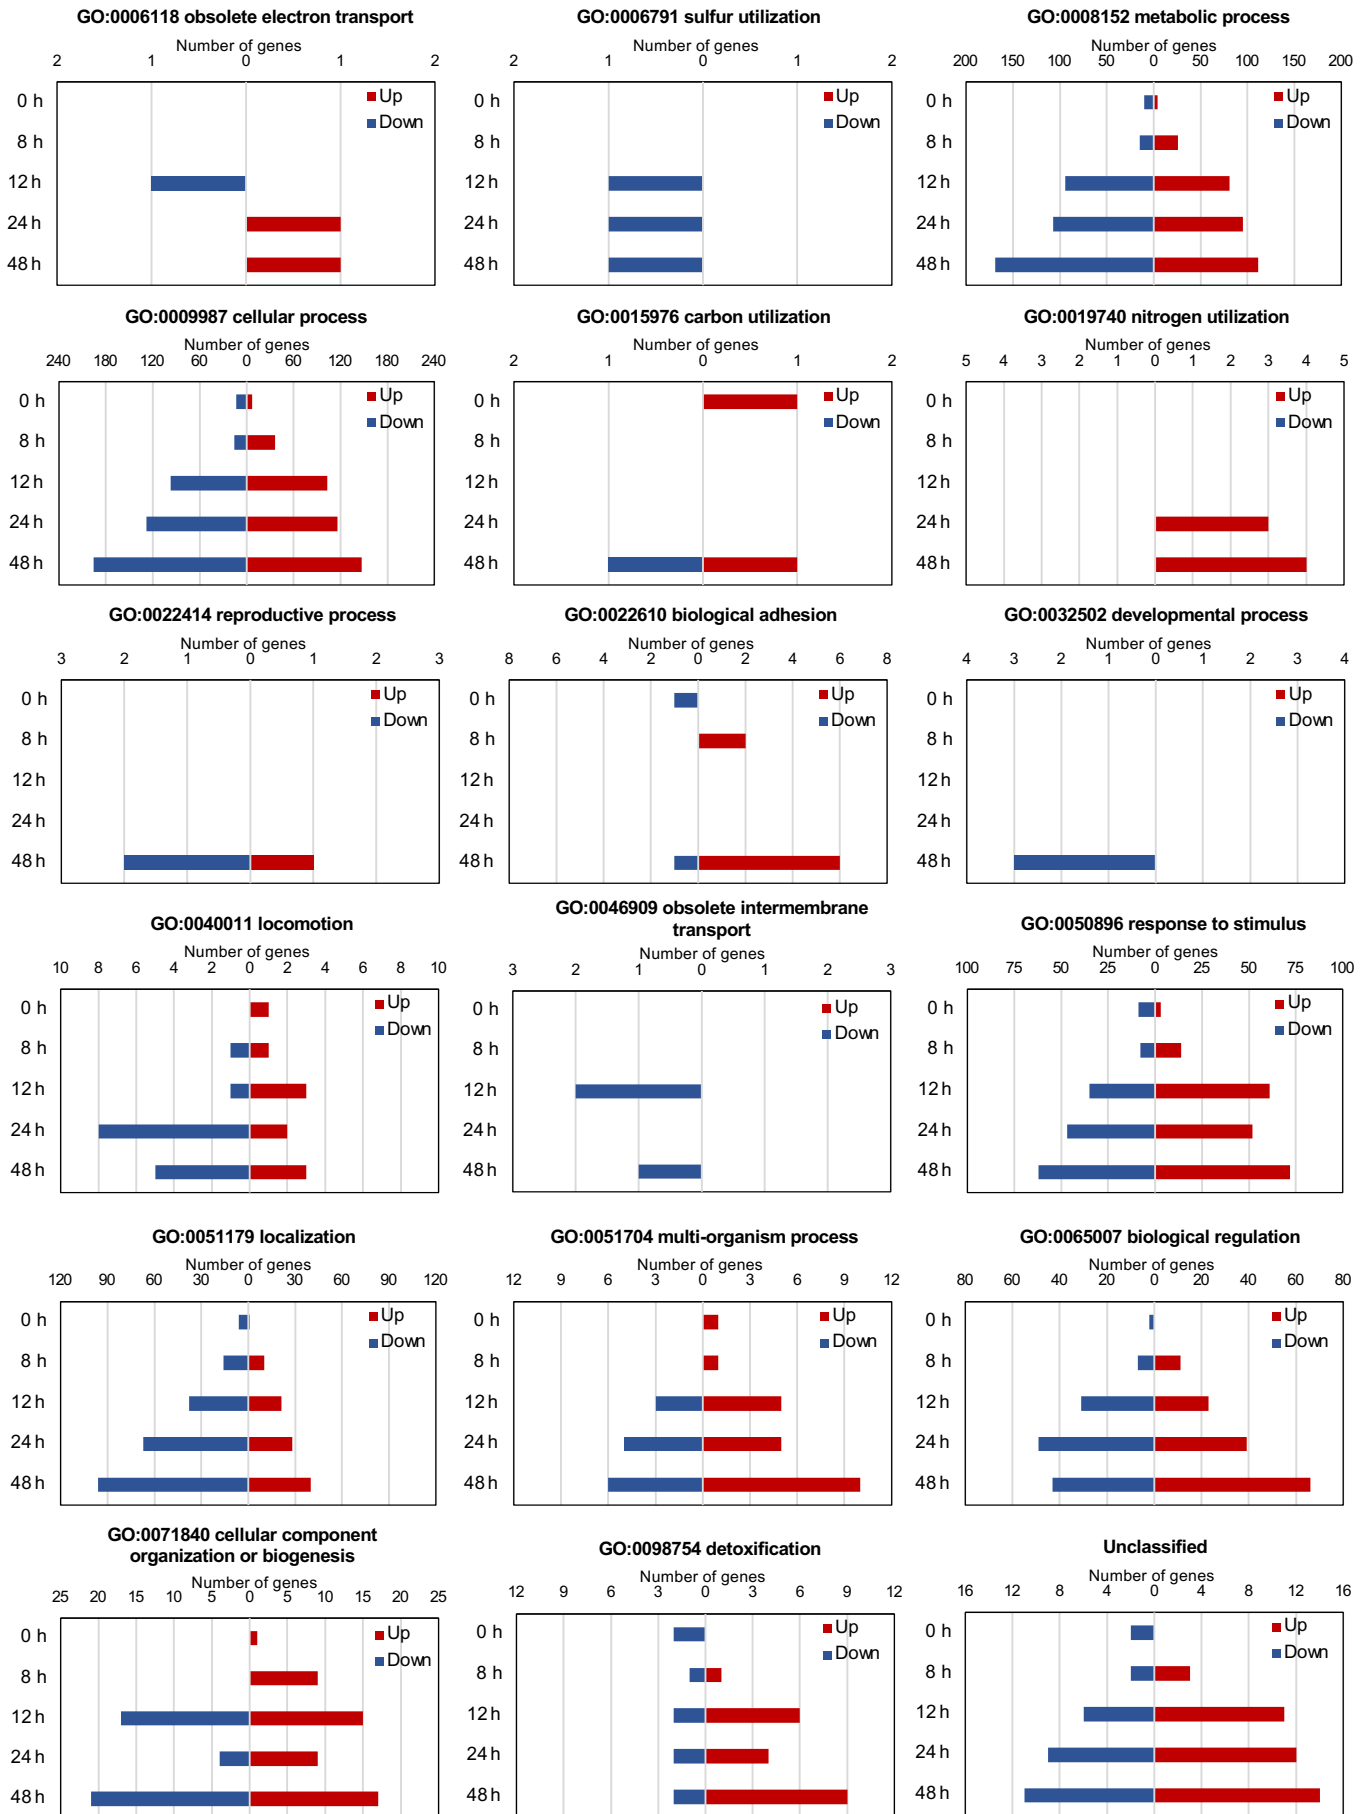 GO:0006118 obsolete electron transport
Number of genes
2 1 0 1 2
Up
Down
0 h
8 h
12 h
24 h
48 h
GO:0006791 sulfur utilization
Number of genes
2 1 0 1 2
Up
Down
0 h
8 h
12 h
24 h
48 h
GO:0008152 metabolic process
Number of genes
200 150 100 50 0 50 100 150 200
Up
Down
0 h
8 h
12 h
24 h
48 h
GO:0009987 cellular process
Number of genes
240 180 120 60 0 60 120 180 240
Up
Down
0 h
8 h
12 h
24 h
48 h
GO:0015976 carbon utilization
Number of genes
2 1 0 1 2
Up
Down
0 h
8 h
12 h
24 h
48 h
GO:0019740 nitrogen utilization
Number of genes
5 4 3 2 1 0 1 2 3 4 5
Up
Down
0 h
8 h
12 h
24 h
48 h
GO:0022414 reproductive process
Number of genes
3 2 1 0 1 2 3
Up
Down
0 h
8 h
12 h
24 h
48 h
GO:0022610 biological adhesion
Number of genes
8 6 4 2 0 2 4 6 8
Up
Down
0 h
8 h
12 h
24 h
48 h
GO:0032502 developmental process
Number of genes
4 3 2 1 0 1 2 3 4
Up
Down
0 h
8 h
12 h
24 h
48 h
GO:0040011 locomotion
Number of genes
10 8 6 4 2 0 2 4 6 8 10
Up
Down
0 h
8 h
12 h
24 h
48 h
GO:0046909 obsolete intermembrane
transport
Number of genes
3 2 1 0 1 2 3
Up
Down
0 h
8 h
12 h
24 h
48 h
GO:0050896 response to stimulus
Number of genes
100 75 50 25 0 25 50 75 100
Up
Down
0 h
8 h
12 h
24 h
48 h
GO:0051179 localization
Number of genes
120 90 60 30 0 30 60 90 120
Up
Down
0 h
8 h
12 h
24 h
48 h
GO:0051704 multi-organism process
Number of genes
12 9 6 3 0 3 6 9 12
Up
Down
0 h
8 h
12 h
24 h
48 h
GO:0065007 biological regulation
Number of genes
80 60 40 20 0 20 40 60 80
Up
Down
0 h
8 h
12 h
24 h
48 h
GO:0071840 cellular component
organization or biogenesis
Number of genes
25 20 15 10 5 0 5 10 15 20 25
Up
Down
0 h
8 h
12 h
24 h
48 h
GO:0098754 detoxification
Number of genes
12 9 6 3 0 3 6 9 12
Up
Down
0 h
8 h
12 h
24 h
48 h
Unclassified
Number of genes
16 12 8 4 0 4 8 12 16
Up
Down
0 h
8 h
12 h
24 h
48 h